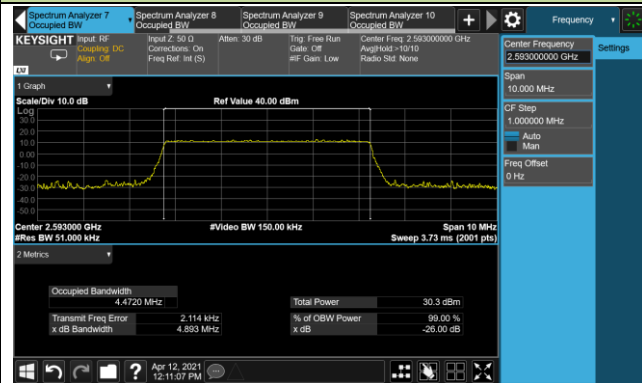 Spectrum Analyzer 7
Occupied BW
Spectrum Analyzer 8
Occupied BW
Spectrum Analyzer 9
Occupied BW
Spectrum Analyzer 10
Occupied BW
Frequency
KEYSIGHT
Input: RF
Coupling: DC
Align: Off
Input Z: 50 Ω
Corrections: On
Freq Ref: Int (S)
Atten: 30 dB
Trig: Free Run
Gate: Off
#IF Gain: Low
Center Freq: 2.593000000 GHz
Avg|Hold:>10/10
Radio Std: None
LXI
Center Frequency
2.593000000 GHz
Settings
Span
10.000 MHz
CF Step
1.000000 MHz
Auto
Man
Freq Offset
0 Hz
1 Graph
Scale/Div 10.0 dB
Ref Value 40.00 dBm
Log
30.0
20.0
10.0
0.00
-10.0
-20.0
-30.0
-40.0
-50.0
Center 2.593000 GHz
#Video BW 150.00 kHz
Span 10 MHz
#Res BW 51.000 kHz
Sweep 3.73 ms (2001 pts)
2 Metrics
Occupied Bandwidth
4.4720 MHz
Total Power
30.3 dBm
Transmit Freq Error
2.114 kHz
% of OBW Power
99.00 %
x dB Bandwidth
4.893 MHz
x dB
-26.00 dB
?
Apr 12, 2021
12:11:07 PM